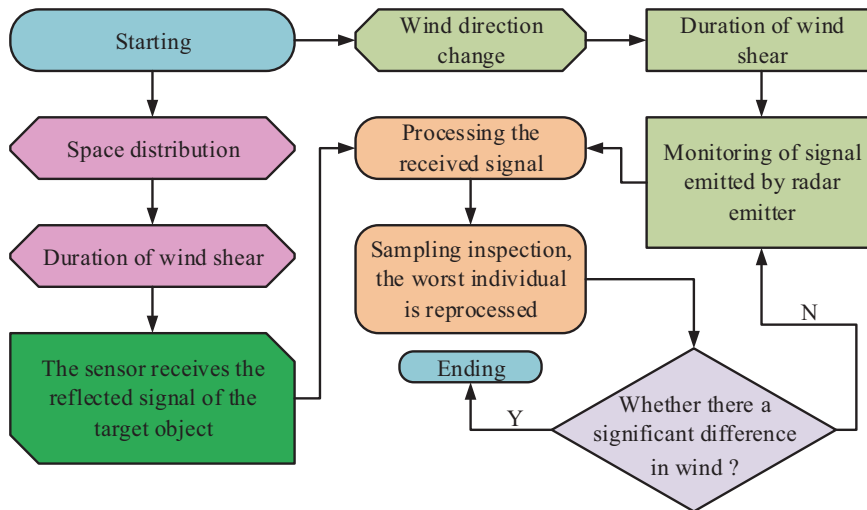 Starting
Wind direction
change
Duration of wind
shear
Space distribution
Processing the
received signal
Monitoring of signal
emitted by radar
emitter
Duration of wind shear
Sampling inspection,
the worst individual
is reprocessed
N
The sensor receives the
reflected signal of the
target object
Ending
Y
Whether there a
significant difference
in wind ?